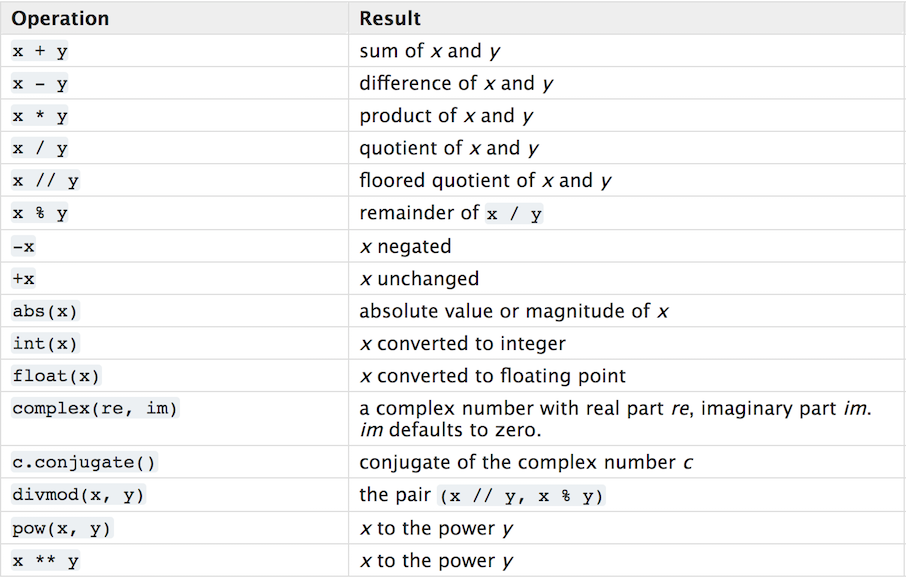 Operation Result
x + y sum of x and y
x - y difference of x and y
x * y product of x and y
x / y quotient of x and y
x // y floored quotient of x and y
x % y remainder of x / y
-x x negated
+x x unchanged
abs(x) absolute value or magnitude of x
int(x) x converted to integer
float(x) x converted to floating point
complex(re, im) a complex number with real part re, imaginary part im.
im defaults to zero.
c.conjugate() conjugate of the complex number c
divmod(x, y) the pair (x // y, x % y)
pow(x, y) x to the power y
x ** y x to the power y